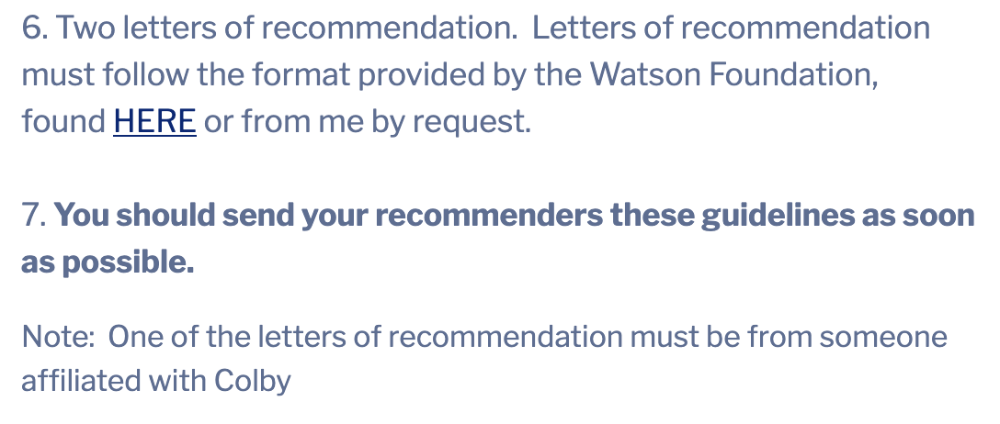 6. Two letters of recommendation.  Letters of recommendation
must follow the format provided by the Watson Foundation,
found HERE or from me by request.
7. You should send your recommenders these guidelines as soon
as possible.
Note:  One of the letters of recommendation must be from someone
affiliated with Colby